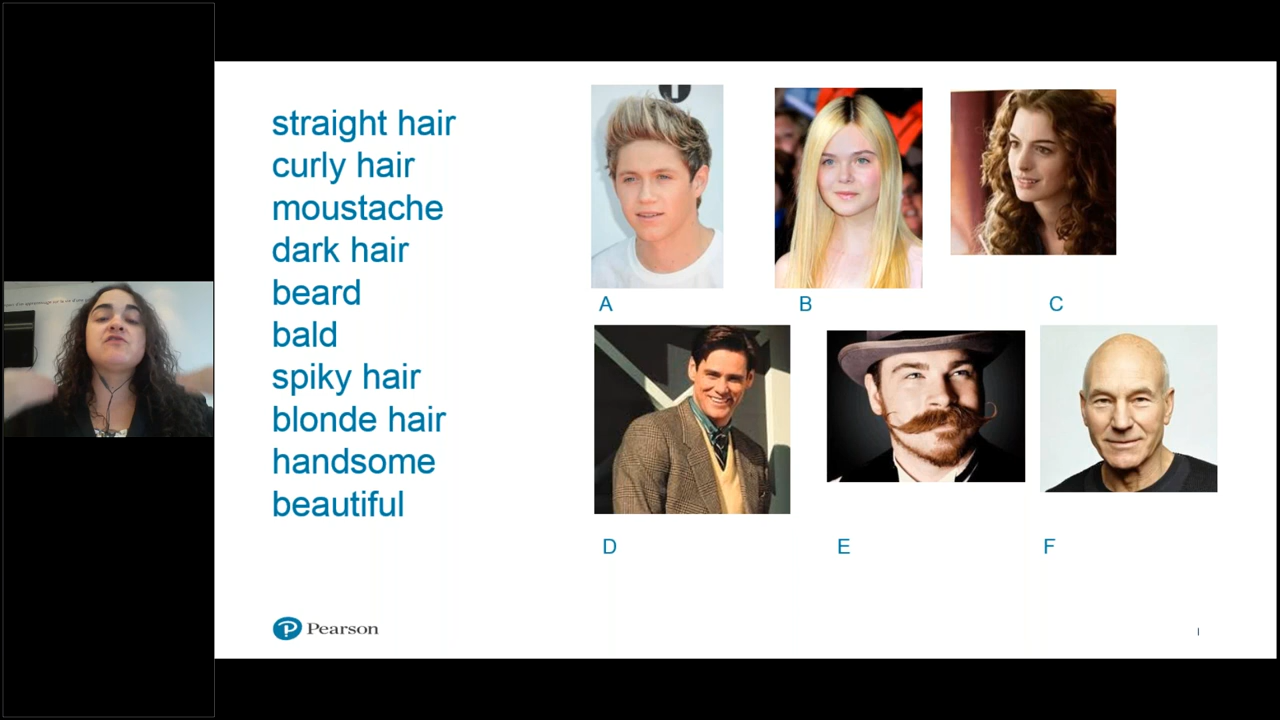 straight hair
curly hair
moustache
dark hair
beard
bald
spiky hair
blonde hair
handsome
beautiful
A
B
C
D
E
F
Pearson